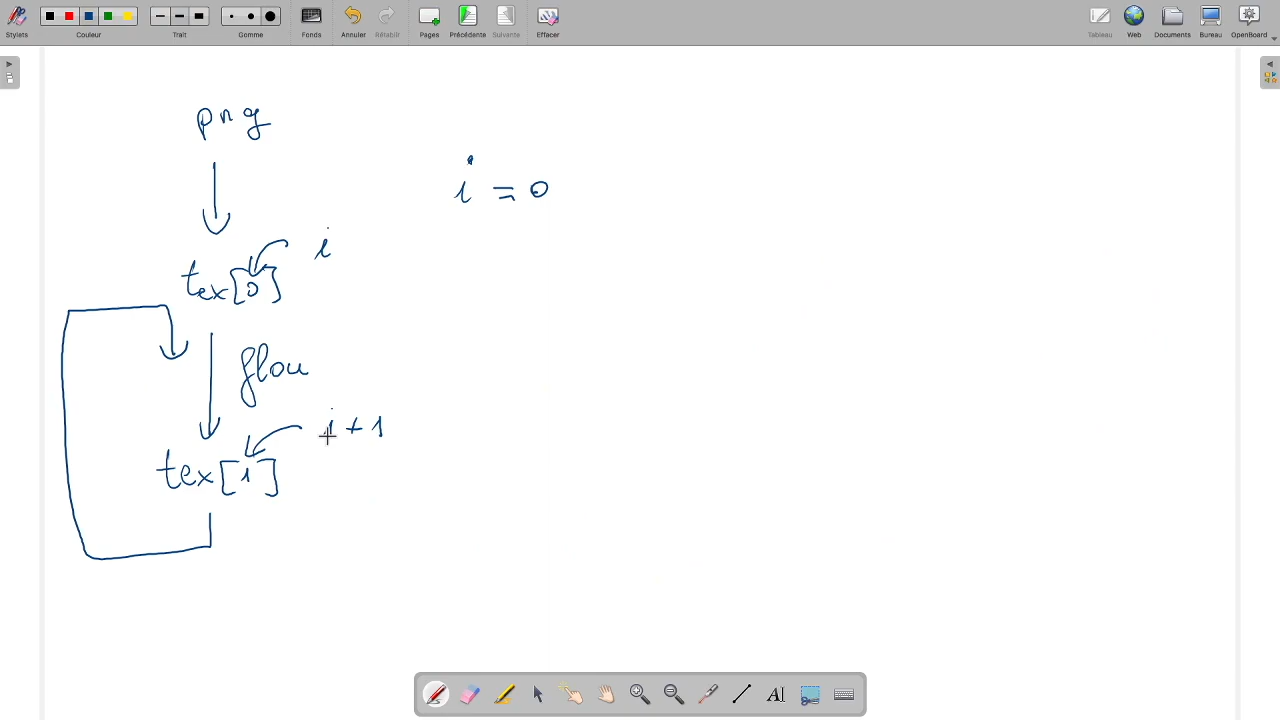 Stylets Couleur Trait Gomme Fonds Annuler Rétablir Pages Précédente Suivante Effacer Tableau Web Documents Bureau OpenBoard
png
i = 0
i
tex[0]
flou
i + 1
tex[1]